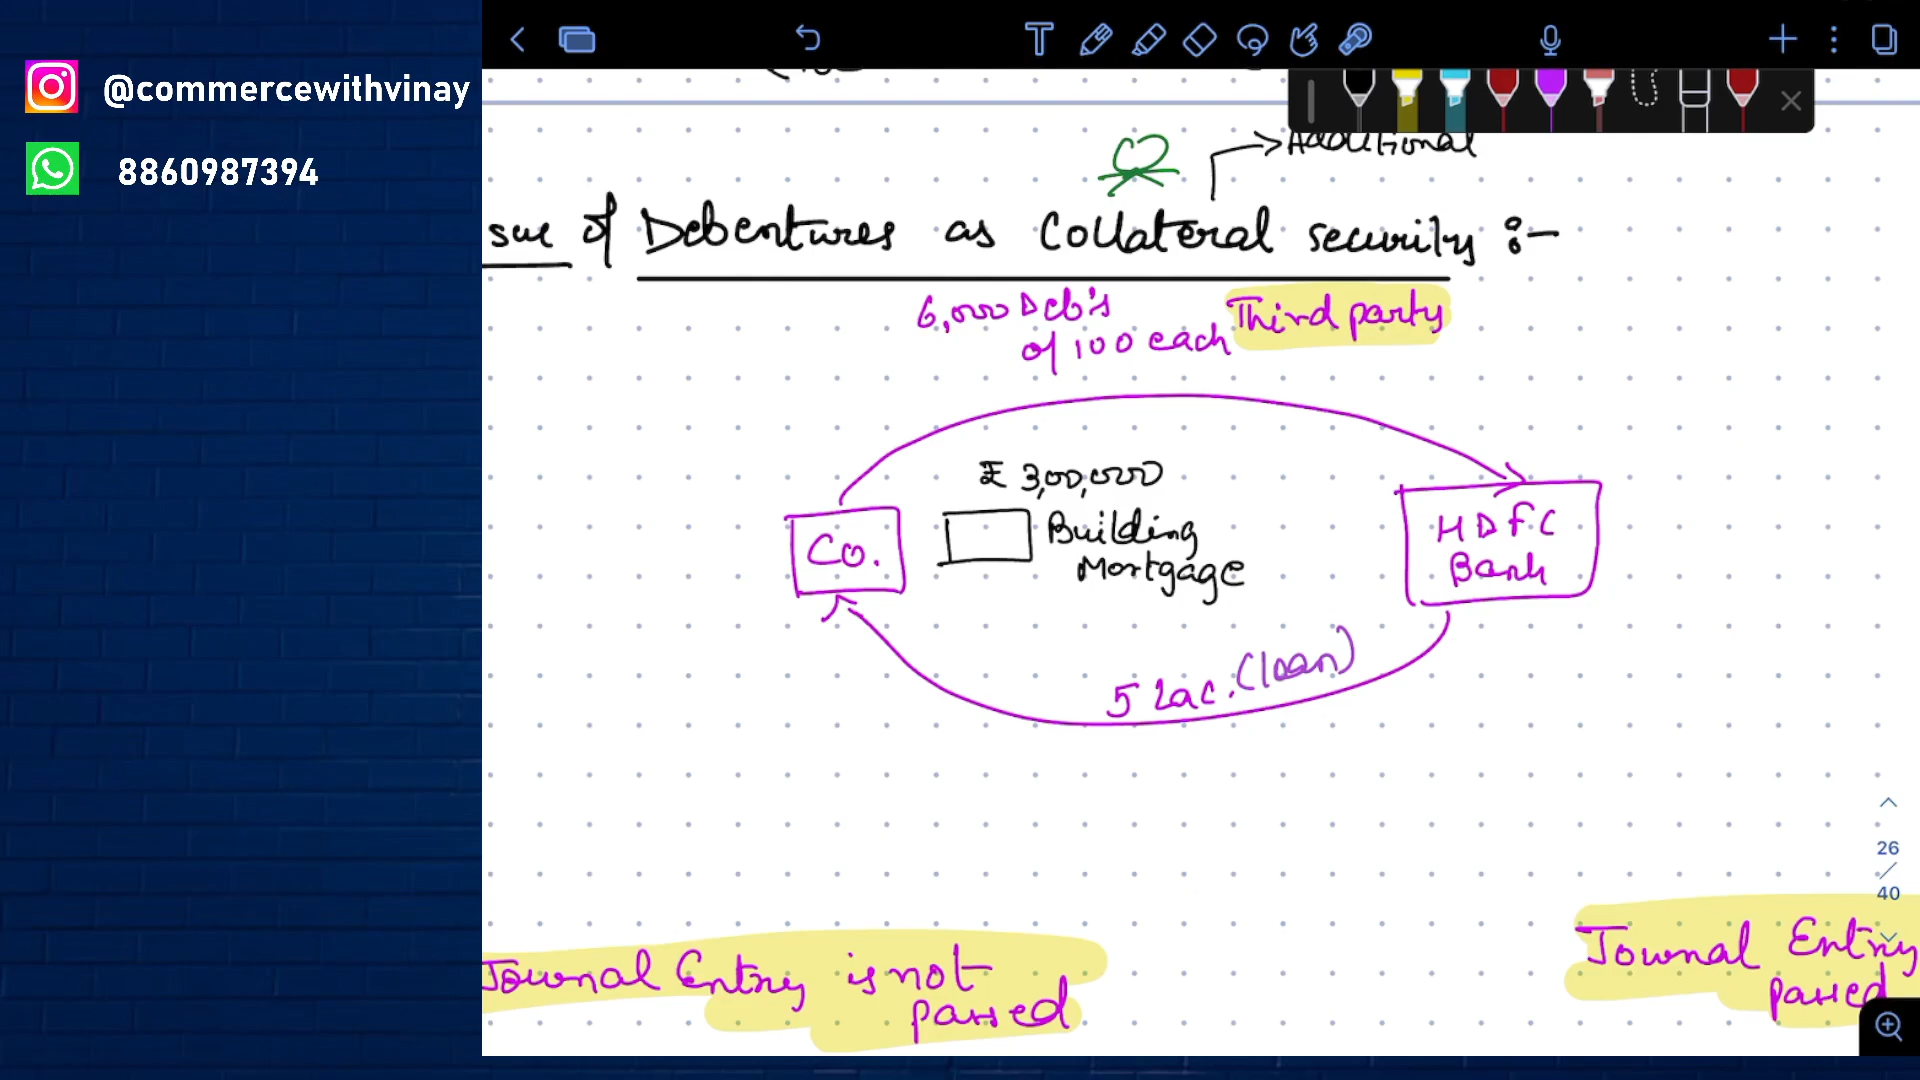 @commercewithvinay
8860987394
Additional
sue of Debentures as Collateral security :-
6,000 Deb's
of 100 each
Third party
₹ 3,00,000
Building
Mortgage
Co.
HDFC
Bank
5 Lac. (loan)
26
40
Journal Entry is not
passed
Journal Entry
passed